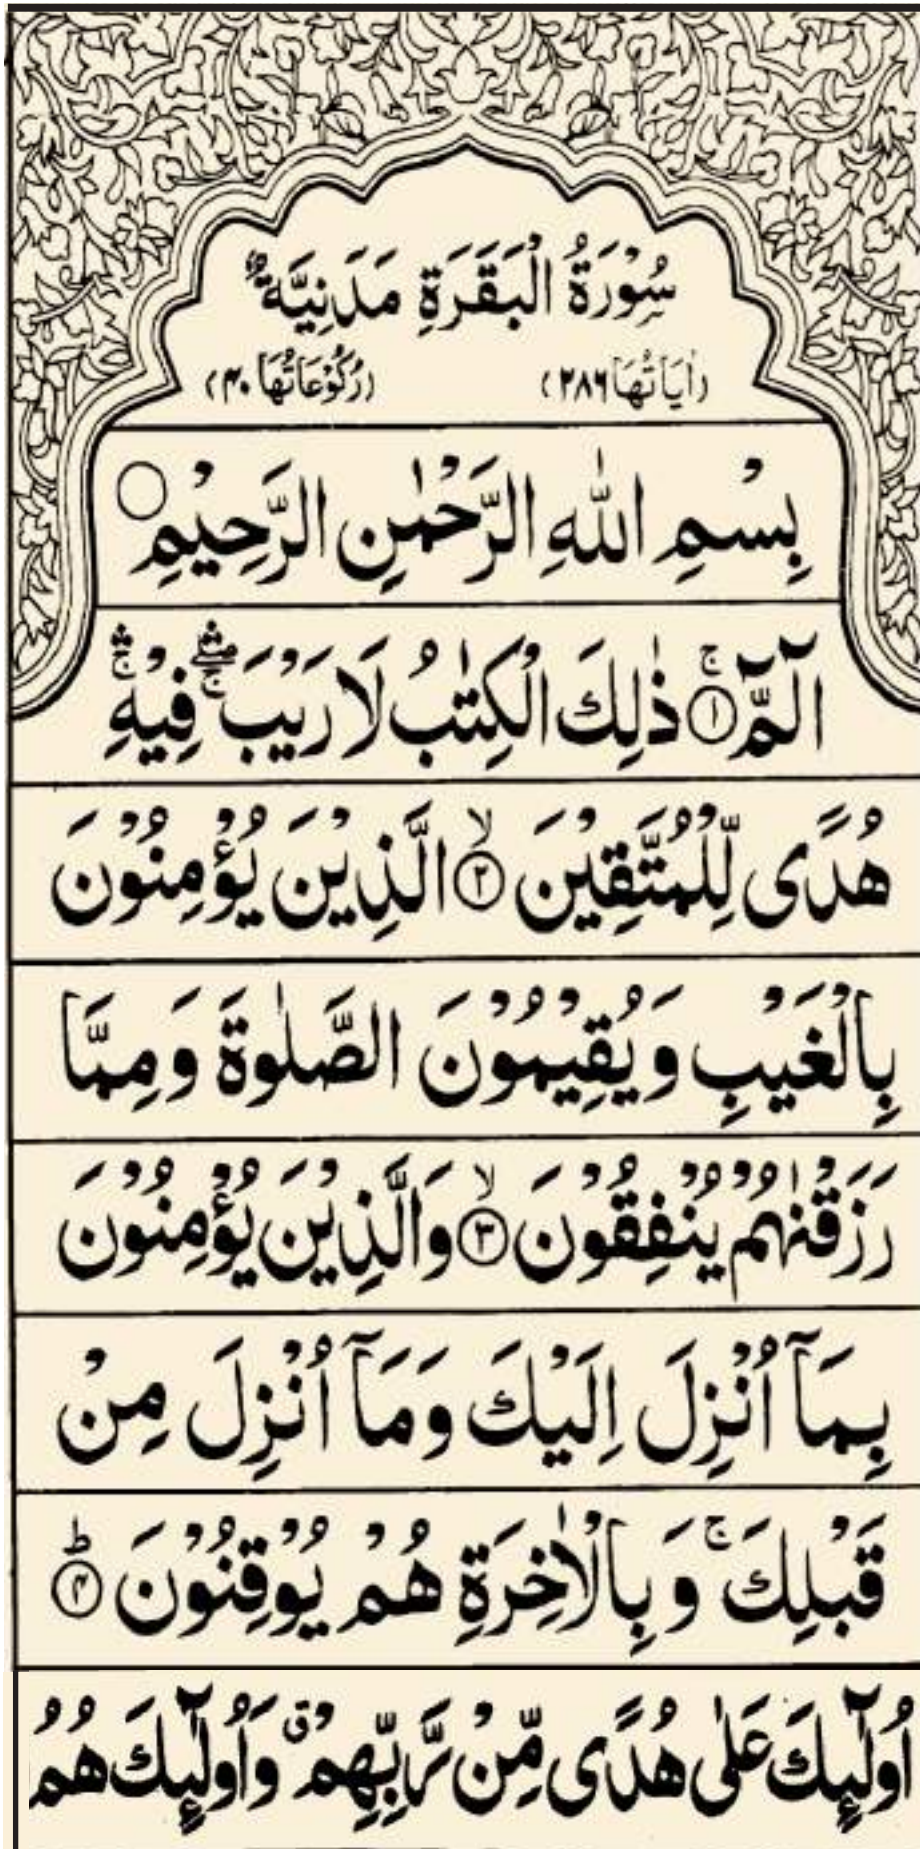 سُوْرَةُ الْبَقَرَةِ مَدَنِيَّةٌ
(اٰيَاتُهَا ٢٨٦) (رُكُوْعَاتُهَا ٤٠)
بِسْمِ اللّٰهِ الرَّحْمٰنِ الرَّحِيْمِ ○
الٓمّٓ ۚ﴿١﴾ ذٰلِكَ الْكِتٰبُ لَا رَيْبَ ۛۖۚ فِيْهِ ۛۚ
هُدًى لِّلْمُتَّقِيْنَ ۙ﴿٢﴾ الَّذِيْنَ يُؤْمِنُوْنَ
بِالْغَيْبِ وَيُقِيْمُوْنَ الصَّلٰوةَ وَمِمَّا
رَزَقْنٰهُمْ يُنْفِقُوْنَ ۙ﴿٣﴾ وَالَّذِيْنَ يُؤْمِنُوْنَ
بِمَآ اُنْزِلَ اِلَيْكَ وَمَآ اُنْزِلَ مِنْ
قَبْلِكَ ۚ وَبِالْاٰخِرَةِ هُمْ يُوْقِنُوْنَ ؕ﴿٤﴾
اُولٰٓئِكَ عَلٰى هُدًى مِّنْ رَّبِّهِمْ ۗ وَاُولٰٓئِكَ هُمُ